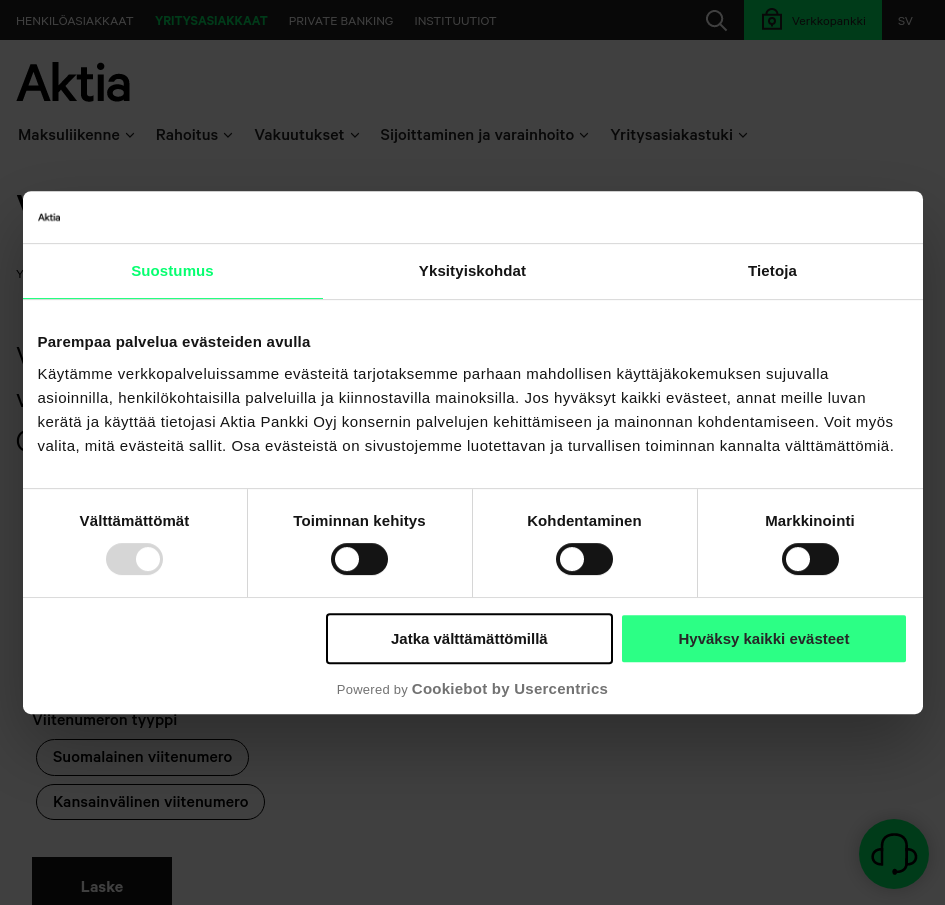 HENKILÖASIAKKAAT YRITYSASIAKKAAT PRIVATE BANKING INSTITUUTIOT Verkkopankki SV
Aktia
Maksuliikenne Rahoitus Vakuutukset Sijoittaminen ja varainhoito Yritysasiakastuki
Aktia
Suostumus Yksityiskohdat Tietoja
Parempaa palvelua evästeiden avulla
Käytämme verkkopalveluissamme evästeitä tarjotaksemme parhaan mahdollisen käyttäjäkokemuksen sujuvalla
asioinnilla, henkilökohtaisilla palveluilla ja kiinnostavilla mainoksilla. Jos hyväksyt kaikki evästeet, annat meille luvan
kerätä ja käyttää tietojasi Aktia Pankki Oyj konsernin palvelujen kehittämiseen ja mainonnan kohdentamiseen. Voit myös
valita, mitä evästeitä sallit. Osa evästeistä on sivustojemme luotettavan ja turvallisen toiminnan kannalta välttämättömiä.
Välttämättömät Toiminnan kehitys Kohdentaminen Markkinointi
Jatka välttämättömillä Hyväksy kaikki evästeet
Powered by Cookiebot by Usercentrics
Viitenumeron tyyppi
Suomalainen viitenumero
Kansainvälinen viitenumero
Laske